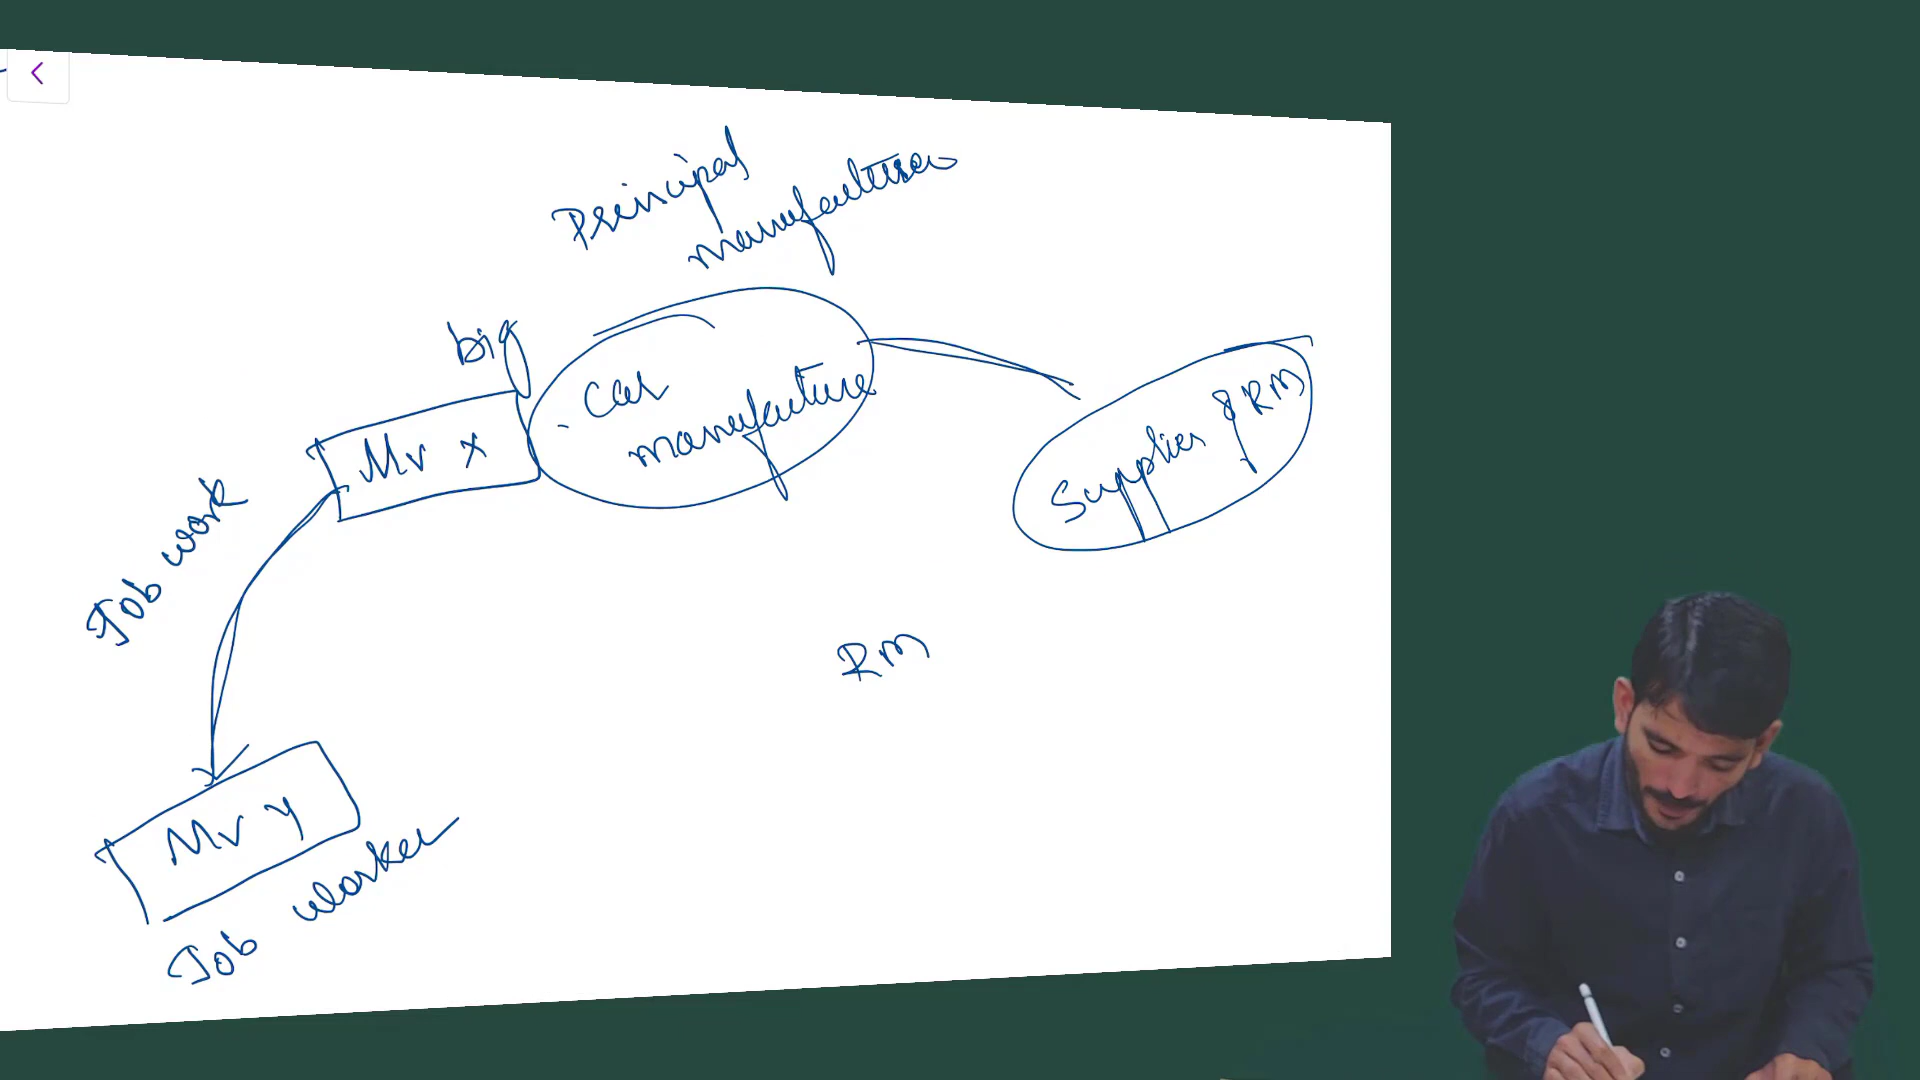 Principal
manufacturer
big
Car
manufacture
Mr X
Supplier of RM
Job work
RM
Mr Y
Job worker